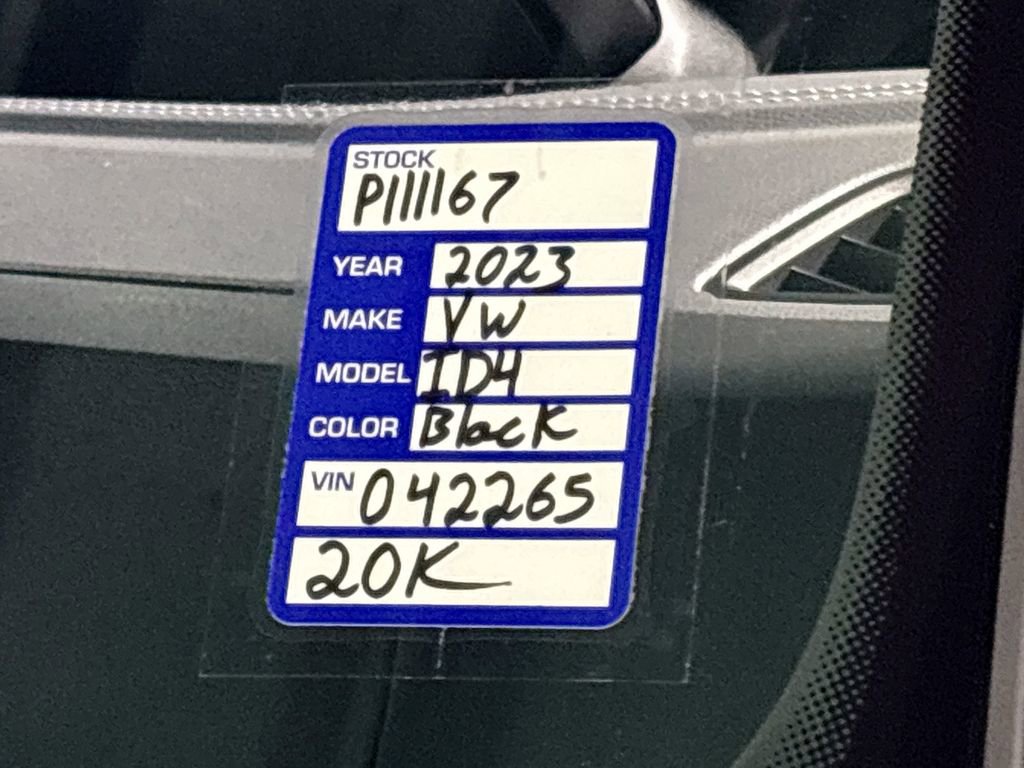 STOCK
P111167
YEAR 2023
MAKE VW
MODEL ID4
COLOR Black
VIN 042265
20K